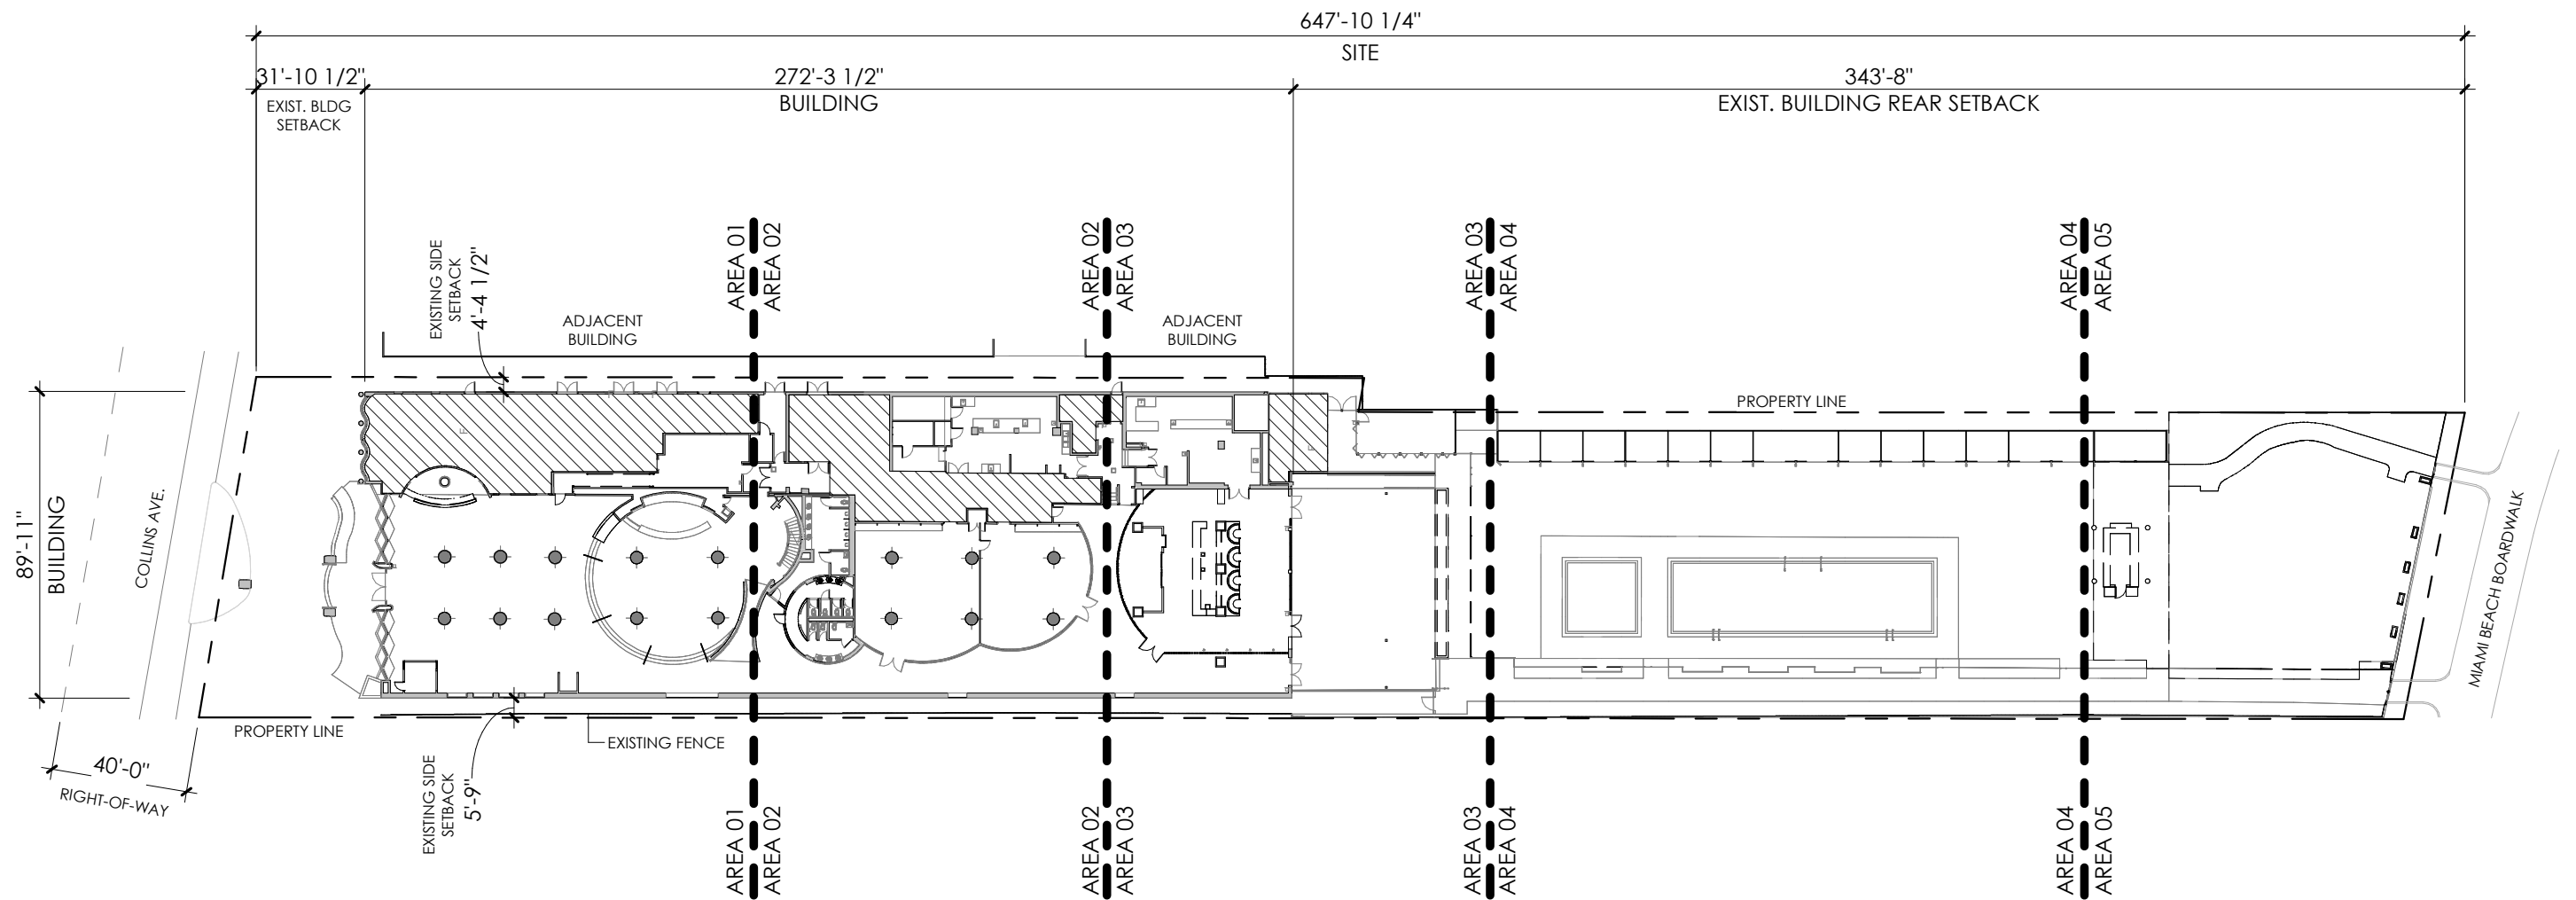 647'-10 1/4"
SITE
31'-10 1/2"
272'-3 1/2"
343'-8"
EXIST. BLDG
SETBACK
BUILDING
EXIST. BUILDING REAR SETBACK
AREA 01
AREA 02
AREA 02
AREA 03
AREA 03
AREA 04
AREA 04
AREA 05
EXISTING SIDE
SETBACK
4'-4 1/2"
ADJACENT
BUILDING
ADJACENT
BUILDING
PROPERTY LINE
89'-11"
BUILDING
COLLINS AVE.
MIAMI BEACH BOARDWALK
PROPERTY LINE
EXISTING FENCE
40'-0"
RIGHT-OF-WAY
EXISTING SIDE
SETBACK
5'-9"
AREA 01
AREA 02
AREA 02
AREA 03
AREA 03
AREA 04
AREA 04
AREA 05